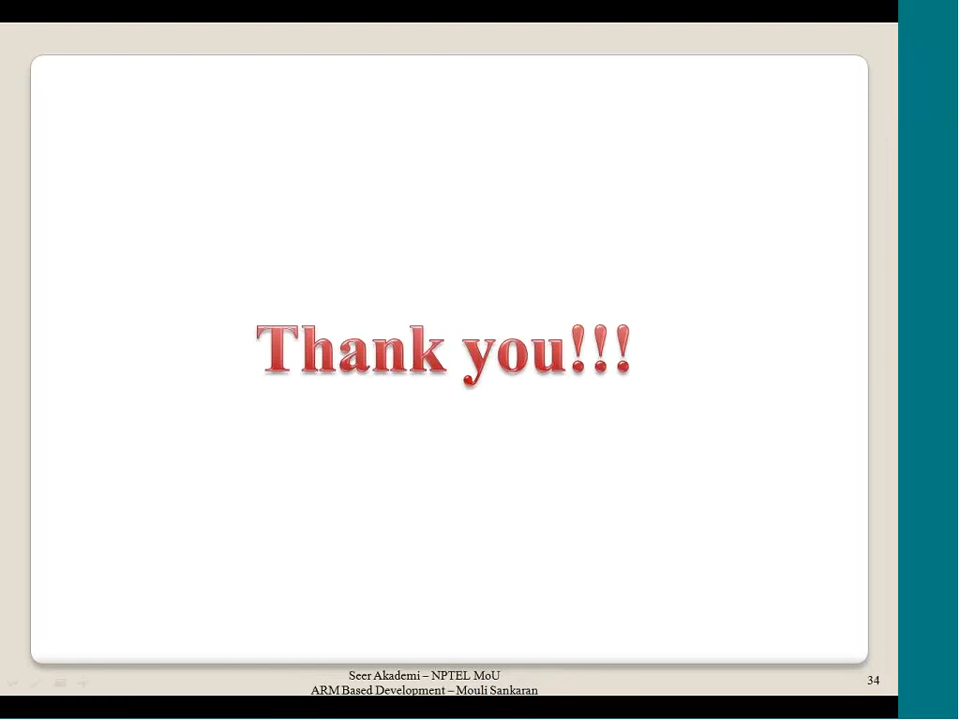 Thank you!!!
Seer Akademi – NPTEL MoU
ARM Based Development – Mouli Sankaran
34